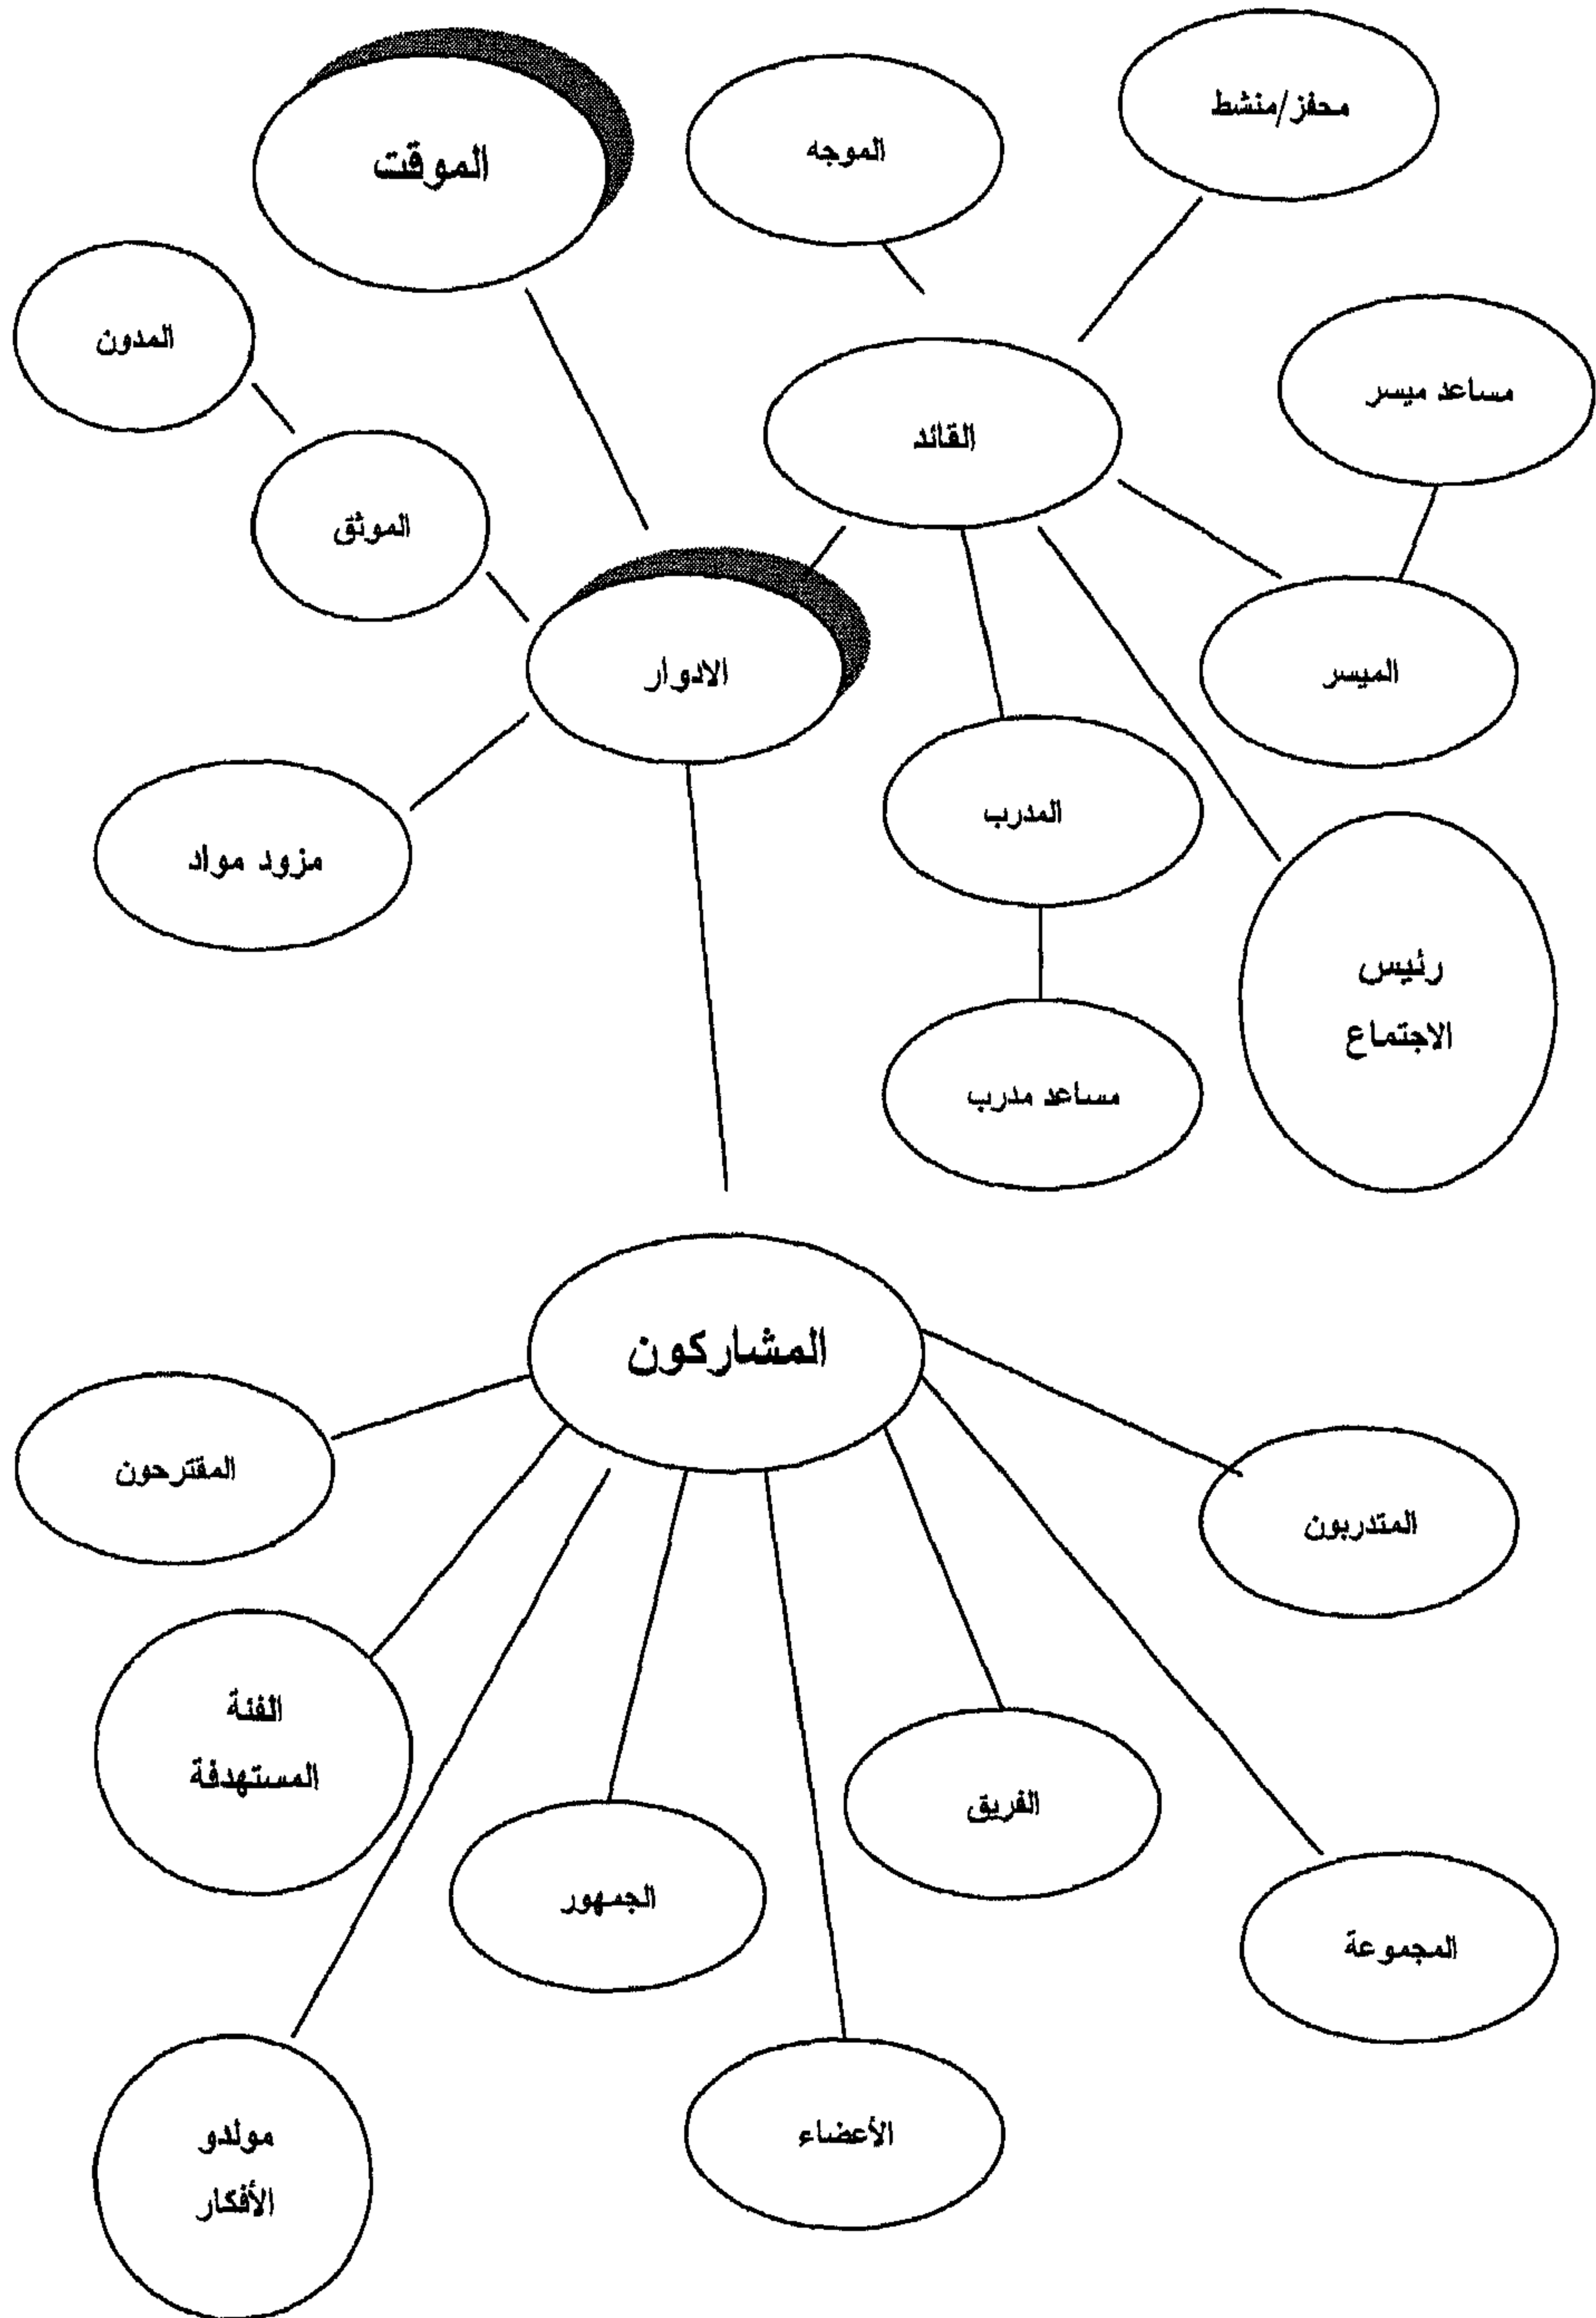 محفز/منشط
الموجه
الموقت
المدون
مساعد ميسر
القائد
الموثق
الميسر
الادوار
المدرب
مزود مواد
رئيس
الاجتماع
مساعد مدرب
المشاركون
المقترحون
المتدربون
الفئة
المستهدفة
الفريق
الجمهور
المجموعة
الأعضاء
مولدو
الأفكار